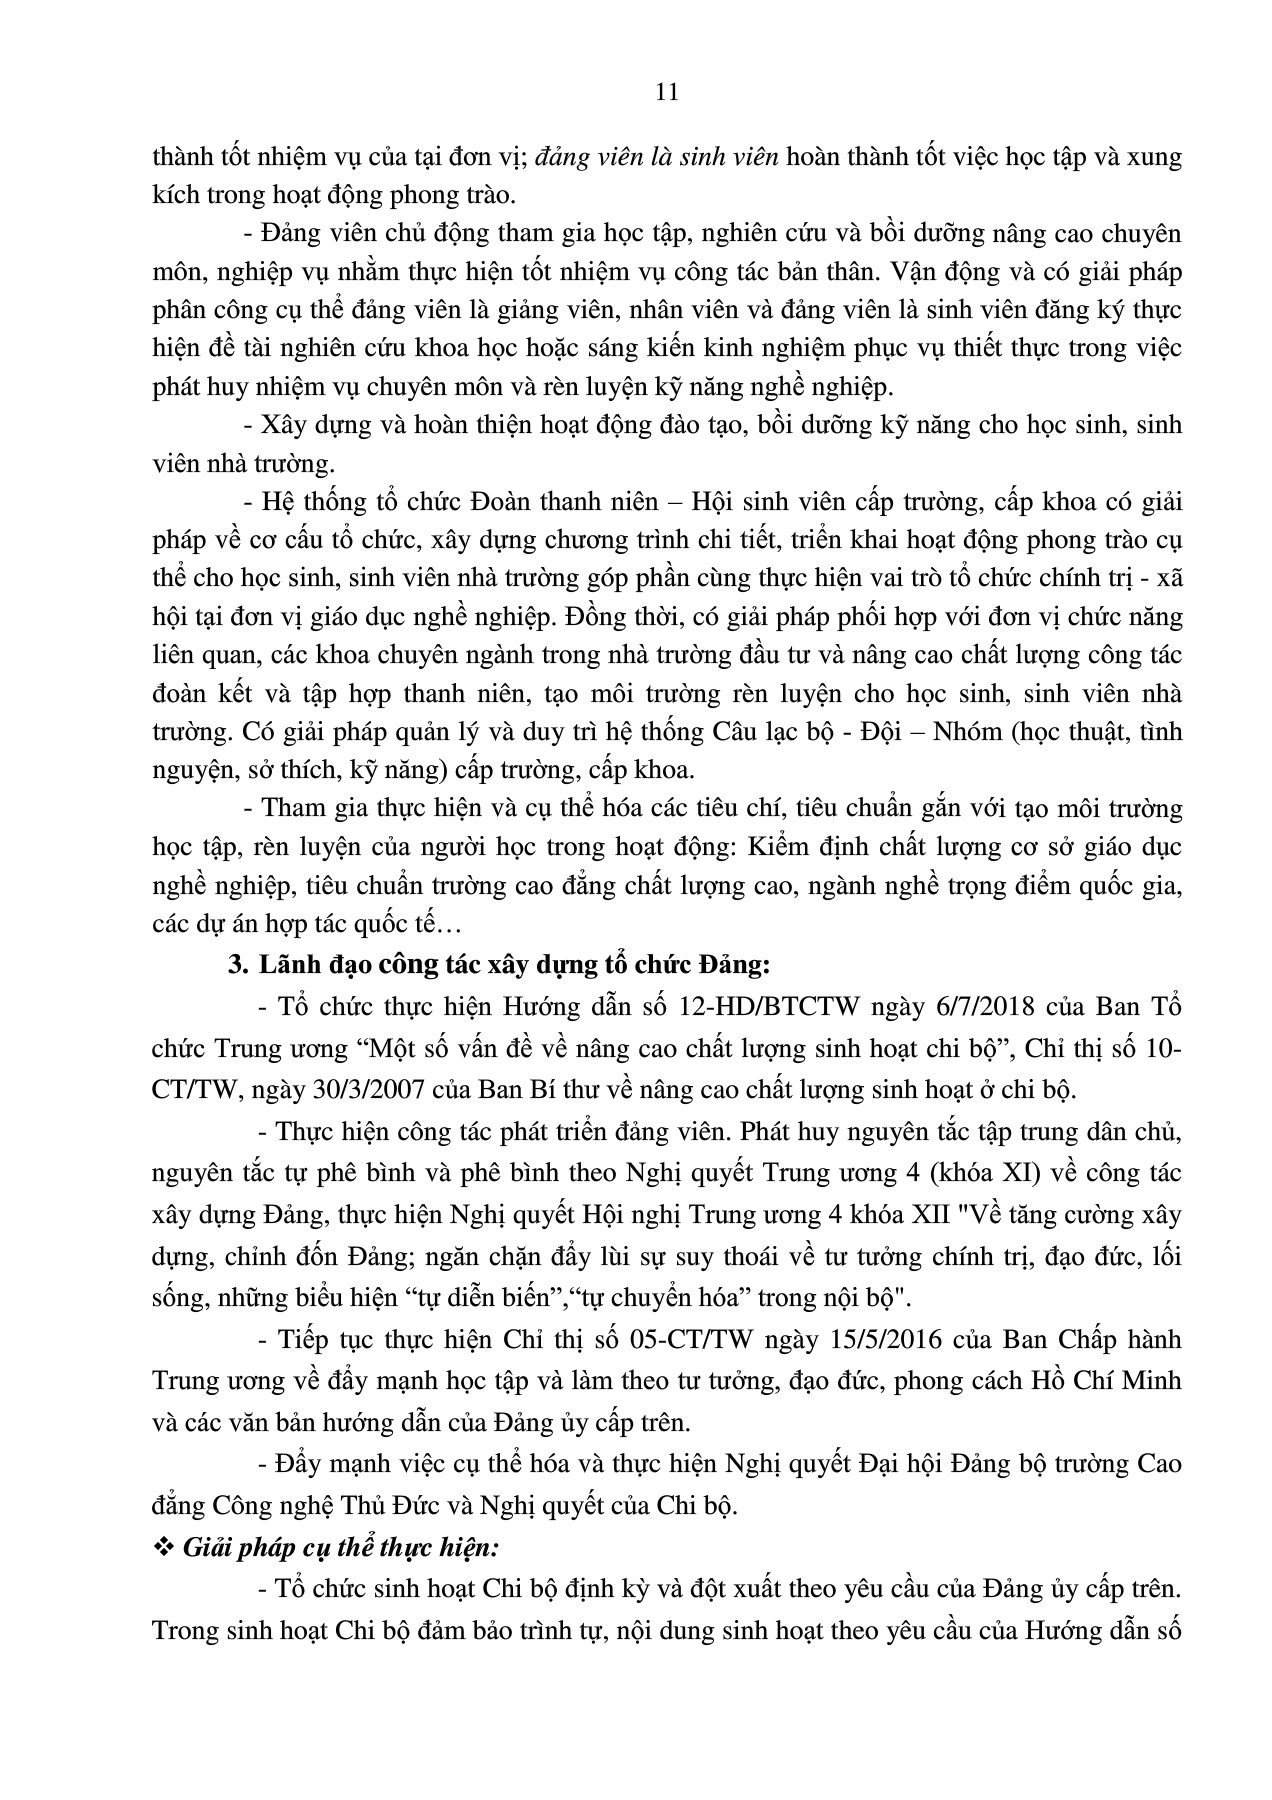 11
thành tốt nhiệm vụ của tại đơn vị; đảng viên là sinh viên hoàn thành tốt việc học tập và xung
kích trong hoạt động phong trào.
- Đảng viên chủ động tham gia học tập, nghiên cứu và bồi dưỡng nâng cao chuyên
môn, nghiệp vụ nhằm thực hiện tốt nhiệm vụ công tác bản thân. Vận động và có giải pháp
phân công cụ thể đảng viên là giảng viên, nhân viên và đảng viên là sinh viên đăng ký thực
hiện đề tài nghiên cứu khoa học hoặc sáng kiến kinh nghiệm phục vụ thiết thực trong việc
phát huy nhiệm vụ chuyên môn và rèn luyện kỹ năng nghề nghiệp.
- Xây dựng và hoàn thiện hoạt động đào tạo, bồi dưỡng kỹ năng cho học sinh, sinh
viên nhà trường.
- Hệ thống tổ chức Đoàn thanh niên – Hội sinh viên cấp trường, cấp khoa có giải
pháp về cơ cấu tổ chức, xây dựng chương trình chi tiết, triển khai hoạt động phong trào cụ
thể cho học sinh, sinh viên nhà trường góp phần cùng thực hiện vai trò tổ chức chính trị - xã
hội tại đơn vị giáo dục nghề nghiệp. Đồng thời, có giải pháp phối hợp với đơn vị chức năng
liên quan, các khoa chuyên ngành trong nhà trường đầu tư và nâng cao chất lượng công tác
đoàn kết và tập hợp thanh niên, tạo môi trường rèn luyện cho học sinh, sinh viên nhà
trường. Có giải pháp quản lý và duy trì hệ thống Câu lạc bộ - Đội – Nhóm (học thuật, tình
nguyện, sở thích, kỹ năng) cấp trường, cấp khoa.
- Tham gia thực hiện và cụ thể hóa các tiêu chí, tiêu chuẩn gắn với tạo môi trường
học tập, rèn luyện của người học trong hoạt động: Kiểm định chất lượng cơ sở giáo dục
nghề nghiệp, tiêu chuẩn trường cao đẳng chất lượng cao, ngành nghề trọng điểm quốc gia,
các dự án hợp tác quốc tế…
3. Lãnh đạo công tác xây dựng tổ chức Đảng:
- Tổ chức thực hiện Hướng dẫn số 12-HD/BTCTW ngày 6/7/2018 của Ban Tổ
chức Trung ương “Một số vấn đề về nâng cao chất lượng sinh hoạt chi bộ”, Chỉ thị số 10-
CT/TW, ngày 30/3/2007 của Ban Bí thư về nâng cao chất lượng sinh hoạt ở chi bộ.
- Thực hiện công tác phát triển đảng viên. Phát huy nguyên tắc tập trung dân chủ,
nguyên tắc tự phê bình và phê bình theo Nghị quyết Trung ương 4 (khóa XI) về công tác
xây dựng Đảng, thực hiện Nghị quyết Hội nghị Trung ương 4 khóa XII "Về tăng cường xây
dựng, chỉnh đốn Đảng; ngăn chặn đẩy lùi sự suy thoái về tư tưởng chính trị, đạo đức, lối
sống, những biểu hiện “tự diễn biến”,“tự chuyển hóa” trong nội bộ".
- Tiếp tục thực hiện Chỉ thị số 05-CT/TW ngày 15/5/2016 của Ban Chấp hành
Trung ương về đẩy mạnh học tập và làm theo tư tưởng, đạo đức, phong cách Hồ Chí Minh
và các văn bản hướng dẫn của Đảng ủy cấp trên.
- Đẩy mạnh việc cụ thể hóa và thực hiện Nghị quyết Đại hội Đảng bộ trường Cao
đẳng Công nghệ Thủ Đức và Nghị quyết của Chi bộ.
❖ Giải pháp cụ thể thực hiện:
- Tổ chức sinh hoạt Chi bộ định kỳ và đột xuất theo yêu cầu của Đảng ủy cấp trên.
Trong sinh hoạt Chi bộ đảm bảo trình tự, nội dung sinh hoạt theo yêu cầu của Hướng dẫn số